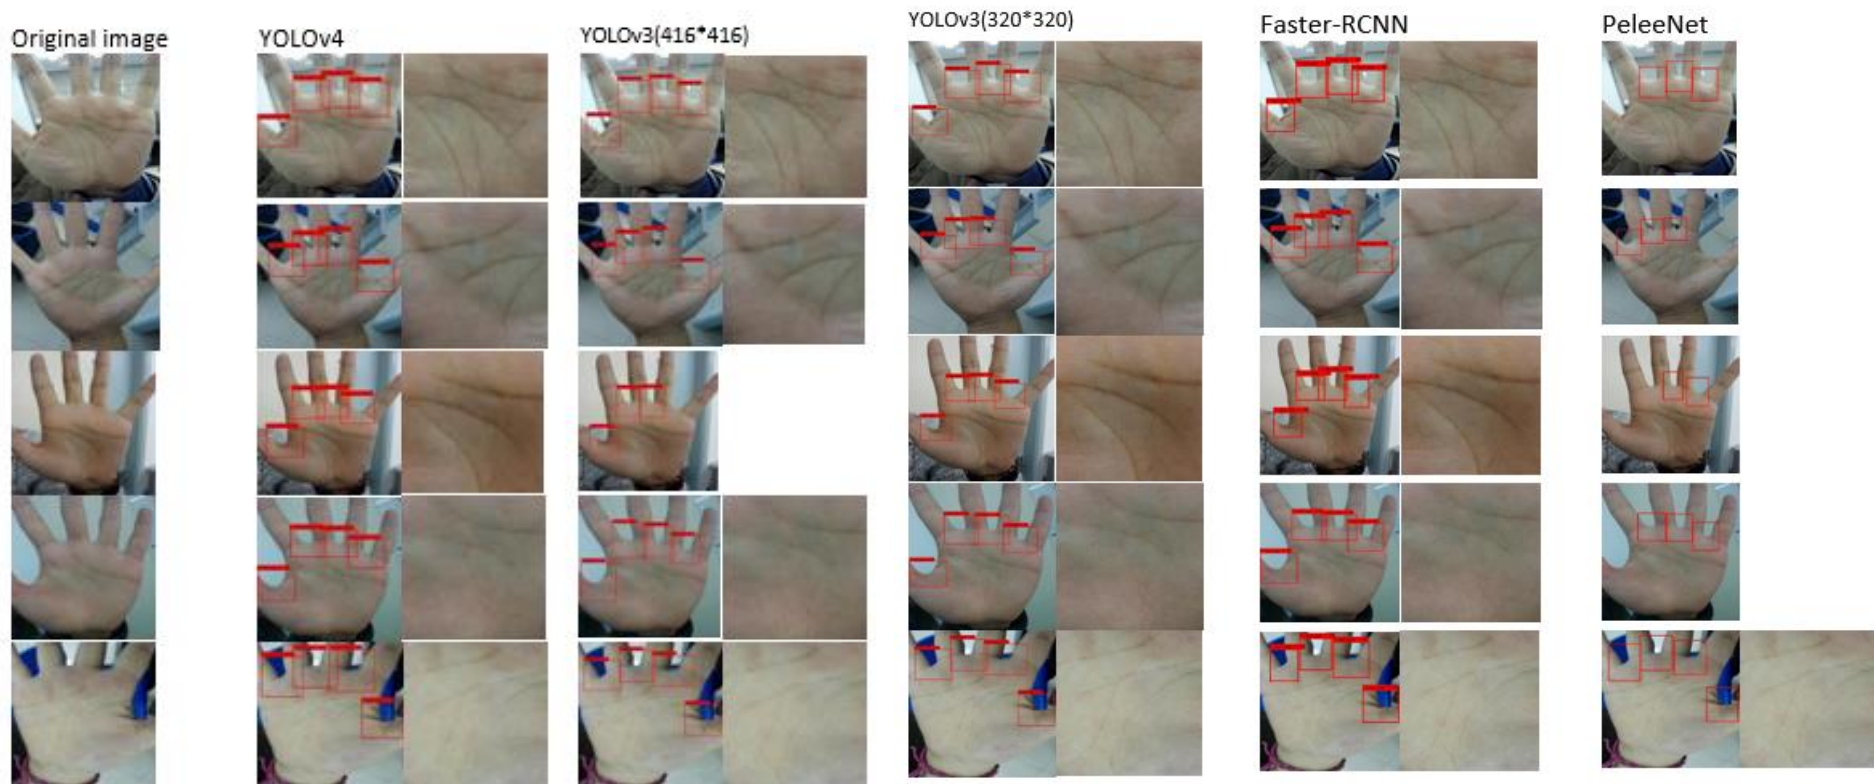 Original image
YOLOv4
YOLOv3(416*416)
YOLOv3(320*320)
Faster-RCNN
PeleeNet